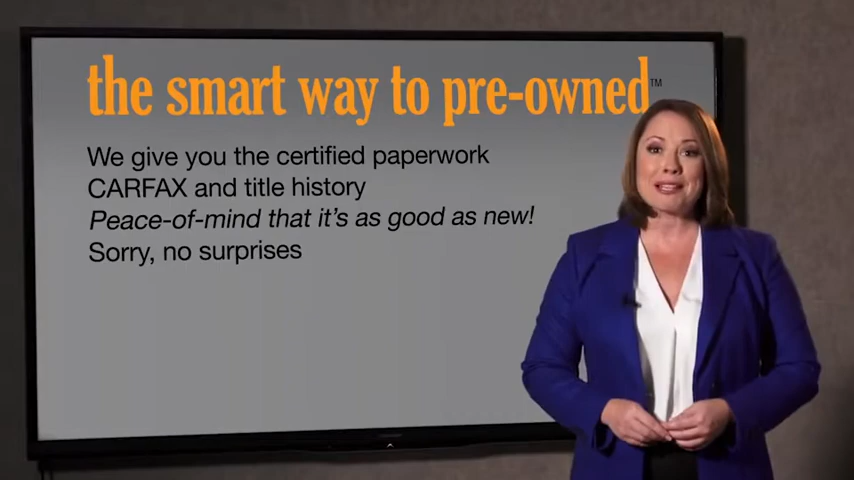 the smart way to pre-owned™
We give you the certified paperwork
CARFAX and title history
Peace-of-mind that it's as good as new!
Sorry, no surprises